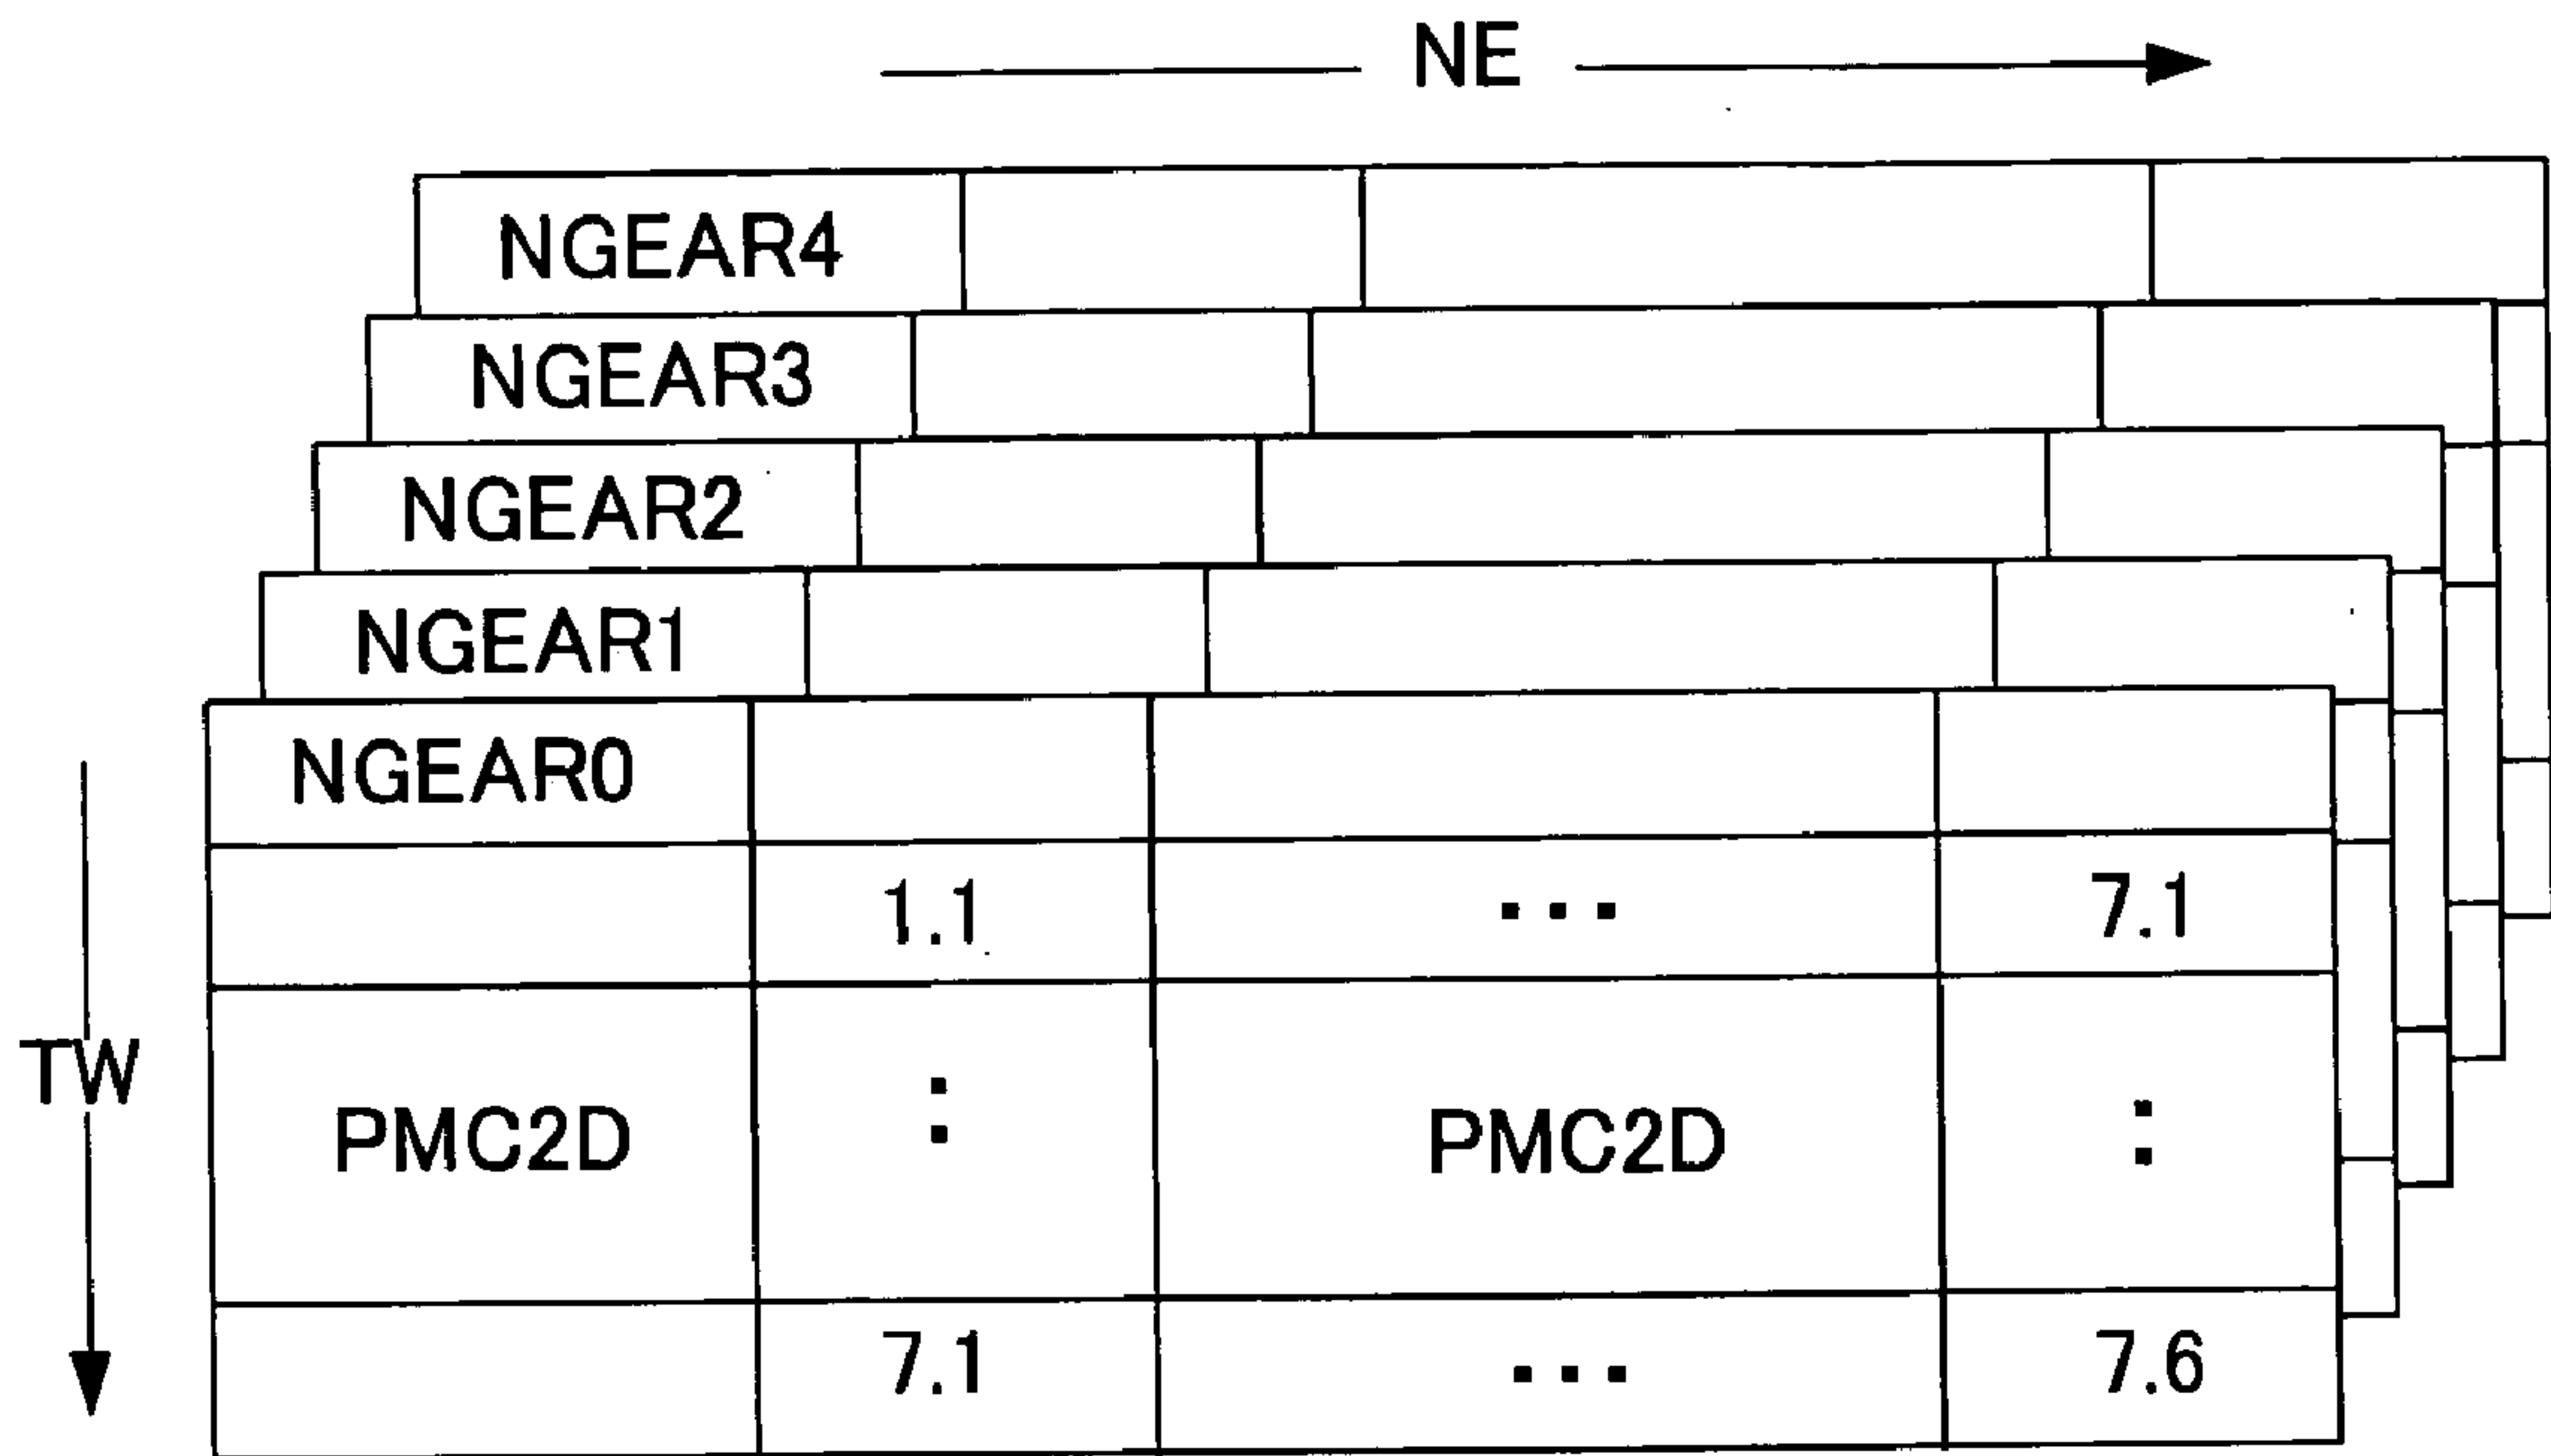 NE
NGEAR4
NGEAR3
NGEAR2
NGEAR1
NGEAR0
1.1 ... 7.1
TW
PMC2D : PMC2D :
7.1 ... 7.6